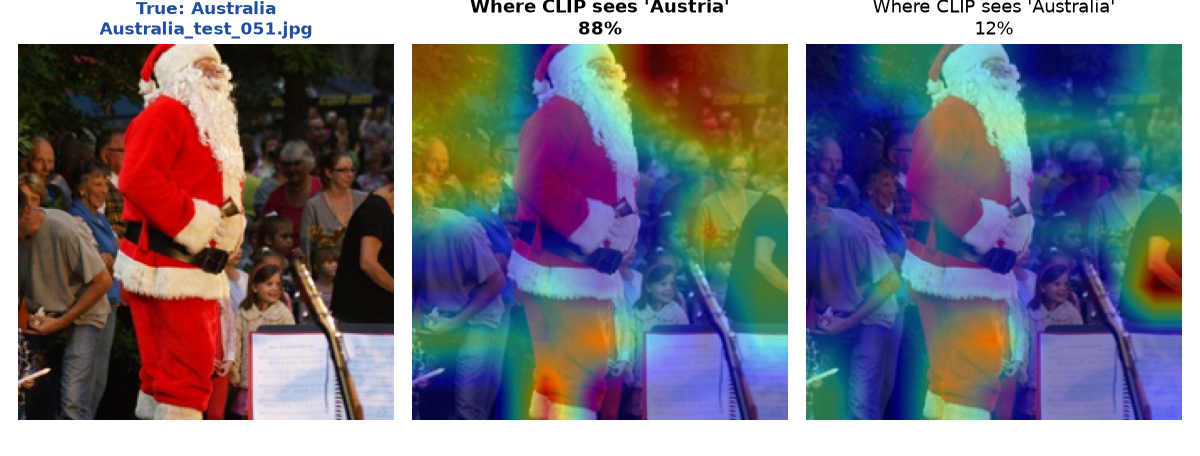 True: Australia
Australia_test_051.jpg
Where CLIP sees 'Austria'
88%
Where CLIP sees 'Australia'
12%